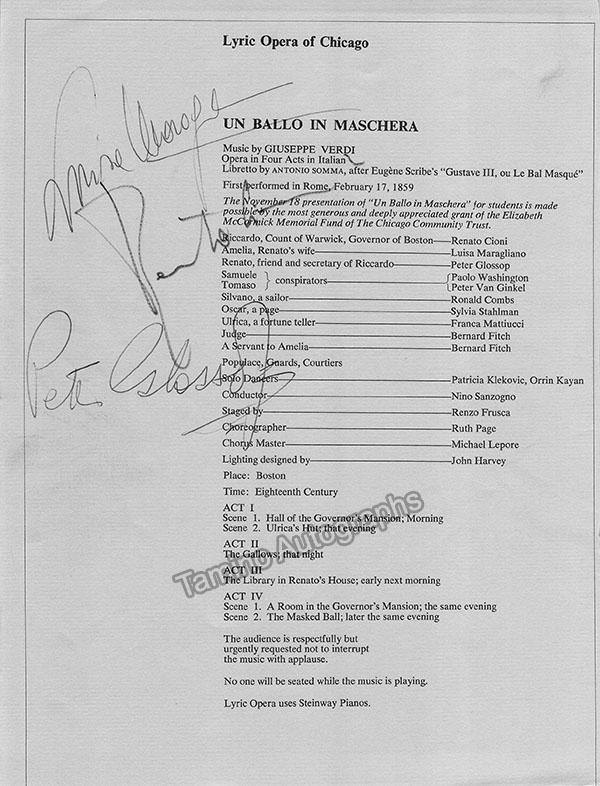 Lyric Opera of Chicago
UN BALLO IN MASCHERA
Music by GIUSEPPE VERDI
Opera in Four Acts in Italian
Libretto by ANTONIO SOMMA, after Eugène Scribe's "Gustave III, ou Le Bal Masqué"
First performed in Rome, February 17, 1859
The November 18 presentation of "Un Ballo in Maschera" for students is made
possible by the most generous and deeply appreciated grant of the Elizabeth
McCormick Memorial Fund of The Chicago Community Trust.
Riccardo, Count of Warwick, Governor of Boston—Renato Cioni
Amelia, Renato's wife—Luisa Maragliano
Renato, friend and secretary of Riccardo—Peter Glossop
Samuele } conspirators { Paolo Washington
Tomaso } { Peter Van Ginkel
Silvano, a sailor—Ronald Combs
Oscar, a page—Sylvia Stahlman
Ulrica, a fortune teller—Franca Mattiucci
Judge—Bernard Fitch
A Servant to Amelia—Bernard Fitch
Populace, Guards, Courtiers
Solo Dancers—Patricia Klekovic, Orrin Kayan
Conductor—Nino Sanzogno
Staged by—Renzo Frusca
Choreographer—Ruth Page
Chorus Master—Michael Lepore
Lighting designed by—John Harvey
Place: Boston
Time: Eighteenth Century
ACT I
Scene 1. Hall of the Governor's Mansion; Morning
Scene 2. Ulrica's Hut; that evening
ACT II
The Gallows; that night
ACT III
The Library in Renato's House; early next morning
ACT IV
Scene 1. A Room in the Governor's Mansion; the same evening
Scene 2. The Masked Ball; later the same evening
The audience is respectfully but
urgently requested not to interrupt
the music with applause.
No one will be seated while the music is playing.
Lyric Opera uses Steinway Pianos.
Peter Glossop
Tamino Autographs